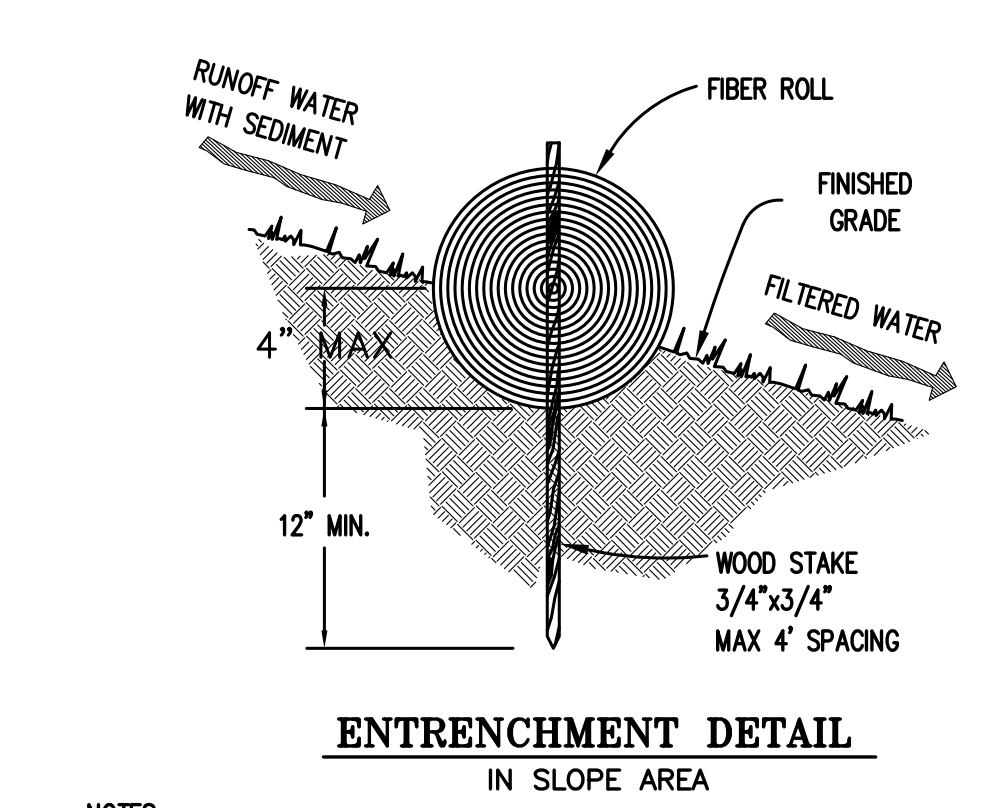 RUNOFF WATER
WITH SEDIMENT
FIBER ROLL
FINISHED
GRADE
FILTERED WATER
4" MAX
12" MIN.
WOOD STAKE
3/4"x3/4"
MAX 4' SPACING
ENTRENCHMENT DETAIL
IN SLOPE AREA
NOTES